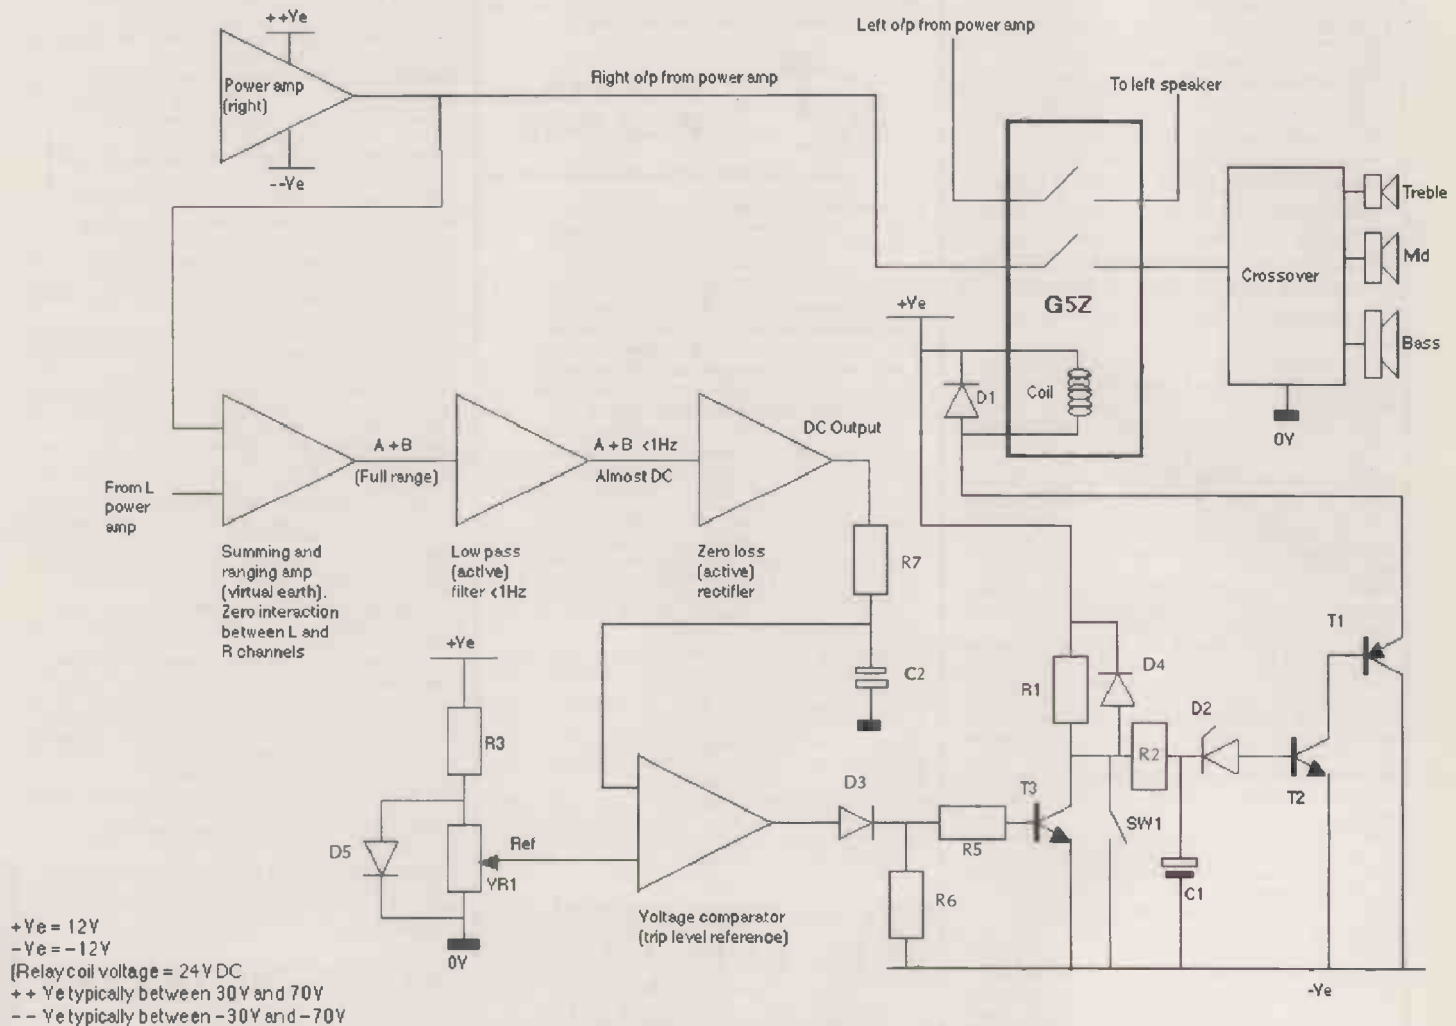 ++Ve
Power amp
(right)
--Ve
Right o/p from power amp
Left o/p from power amp
To left speaker
G5Z
Coil
+Ve
D1
Crossover
0V
Treble
Mid
Bass
From L
power
amp
A+B
(Full range)
A+B <1Hz
Almost DC
DC Output
Summing and
ranging amp
(virtual earth).
Zero interaction
between L and
R channels
Low pass
(active)
filter <1Hz
Zero loss
(active)
rectifier
R7
C2
+Ve
R3
D5
VR1
Ref
0V
Voltage comparator
(trip level reference)
D3
R5
R6
T3
R1
D4
SW1
R2
C1
D2
T2
T1
-Ve
+Ve = 12V
-Ve = -12V
(Relay coil voltage = 24V DC
++ Ve typically between 30V and 70V
-- Ve typically between -30V and -70V